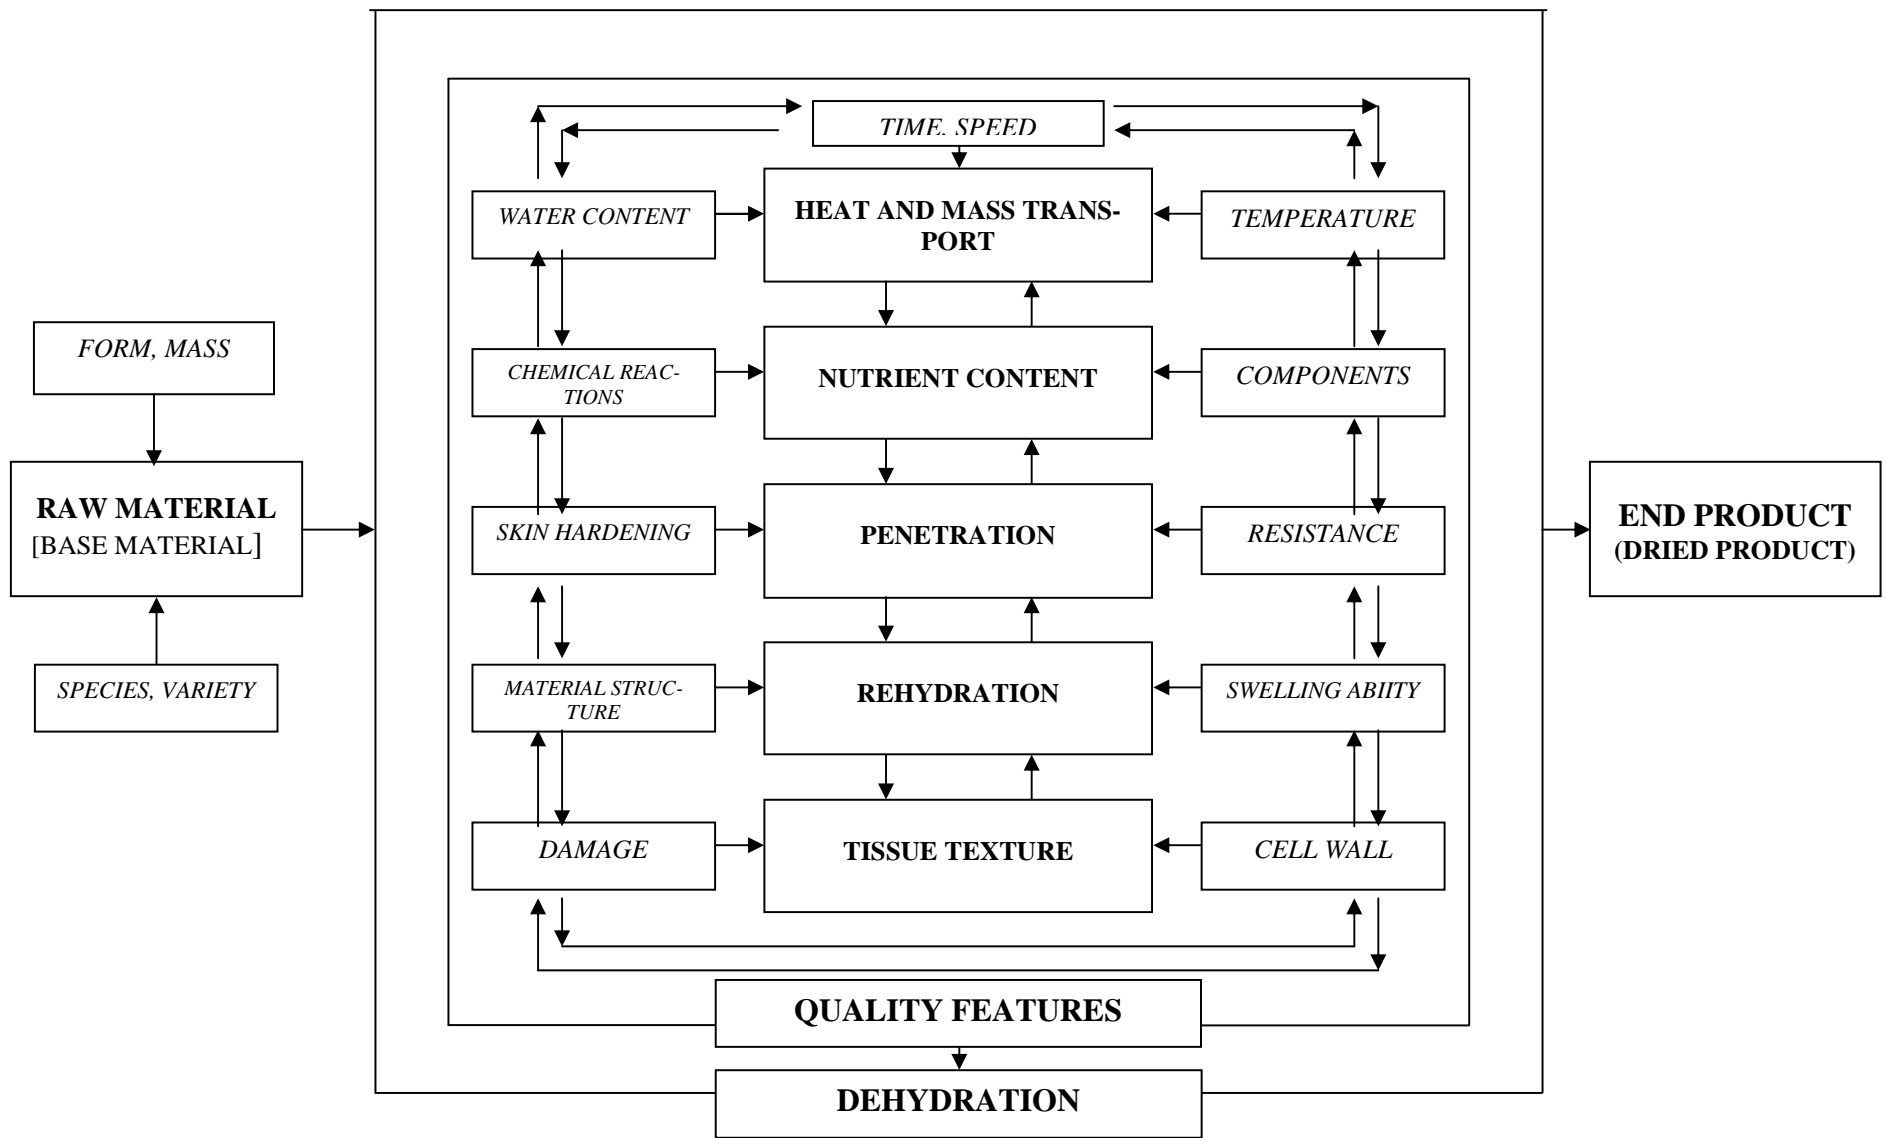 TIME, SPEED
WATER CONTENT
HEAT AND MASS TRANS-
PORT
TEMPERATURE
FORM, MASS
CHEMICAL REAC-
TIONS
NUTRIENT CONTENT
COMPONENTS
RAW MATERIAL
[BASE MATERIAL]
SKIN HARDENING
PENETRATION
RESISTANCE
END PRODUCT
(DRIED PRODUCT)
SPECIES, VARIETY
MATERIAL STRUC-
TURE
REHYDRATION
SWELLING ABIITY
DAMAGE
TISSUE TEXTURE
CELL WALL
QUALITY FEATURES
DEHYDRATION